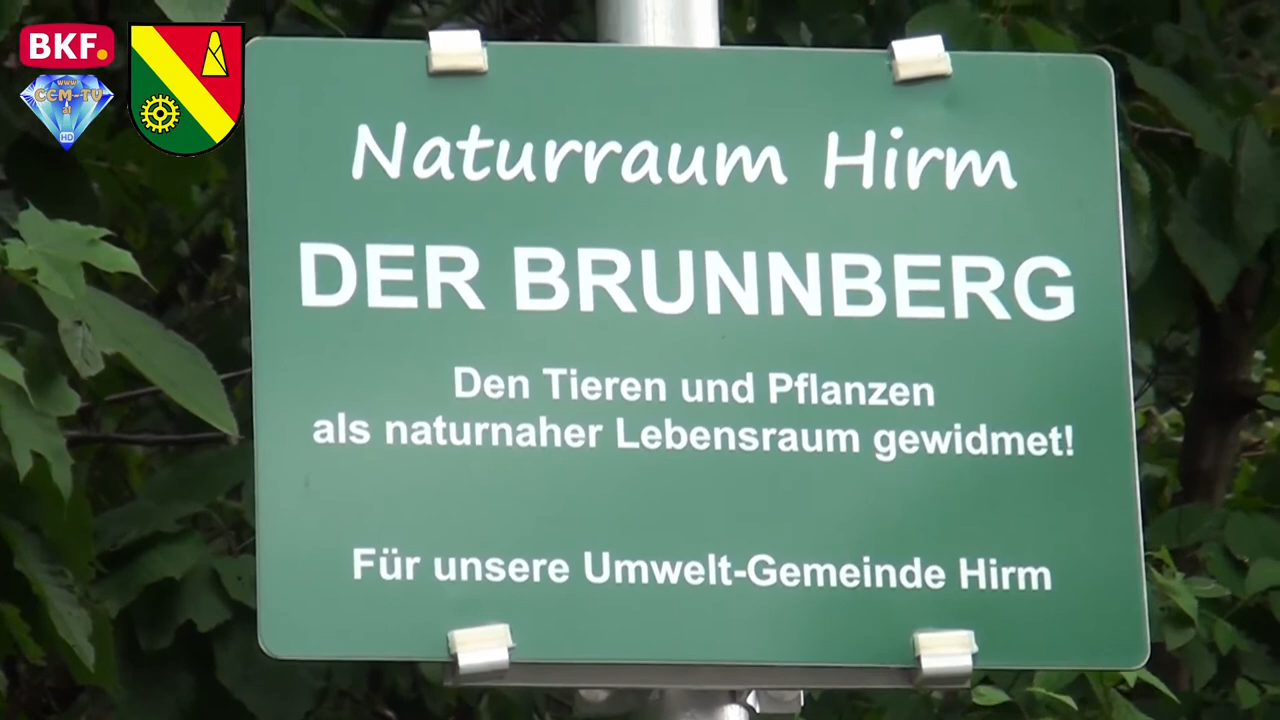 BKF.
www
CCM-TV
.at
HD
Naturraum Hirm
DER BRUNNBERG
Den Tieren und Pflanzen
als naturnaher Lebensraum gewidmet!
Für unsere Umwelt-Gemeinde Hirm